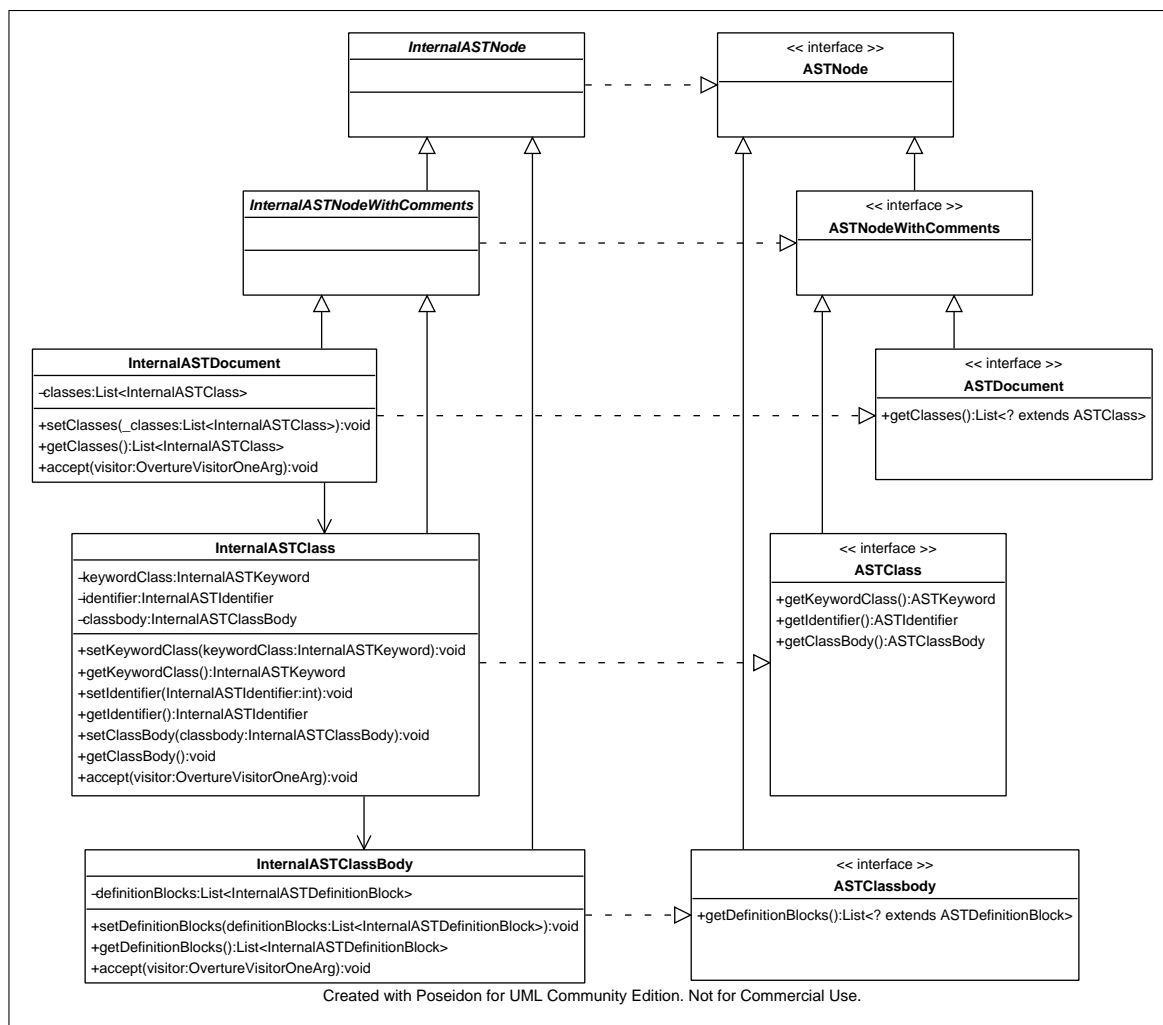 InternalASTNode
<< interface >>
ASTNode
InternalASTNodeWithComments
<< interface >>
ASTNodeWithComments
InternalASTDocument
-classes:List<InternalASTClass>
+setClasses(_classes:List<InternalASTClass>):void
+getClasses():List<InternalASTClass>
+accept(visitor:OvertureVisitorOneArg):void
<< interface >>
ASTDocument
+getClasses():List<? extends ASTClass>
InternalASTClass
-keywordClass:InternalASTKeyword
-identifier:InternalASTIdentifier
-classbody:InternalASTClassBody
+setKeywordClass(keywordClass:InternalASTKeyword):void
+getKeywordClass():InternalASTKeyword
+setIdentifier(InternalASTIdentifier:int):void
+getIdentifier():InternalASTIdentifier
+setClassBody(classbody:InternalASTClassBody):void
+getClassBody():void
+accept(visitor:OvertureVisitorOneArg):void
<< interface >>
ASTClass
+getKeywordClass():ASTKeyword
+getIdentifier():ASTIdentifier
+getClassBody():ASTClassBody
InternalASTClassBody
-definitionBlocks:List<InternalASTDefinitionBlock>
+setDefinitionBlocks(definitionBlocks:List<InternalASTDefinitionBlock>):void
+getDefinitionBlocks():List<InternalASTDefinitionBlock>
+accept(visitor:OvertureVisitorOneArg):void
<< interface >>
ASTClassbody
+getDefinitionBlocks():List<? extends ASTDefinitionBlock>
Created with Poseidon for UML Community Edition. Not for Commercial Use.